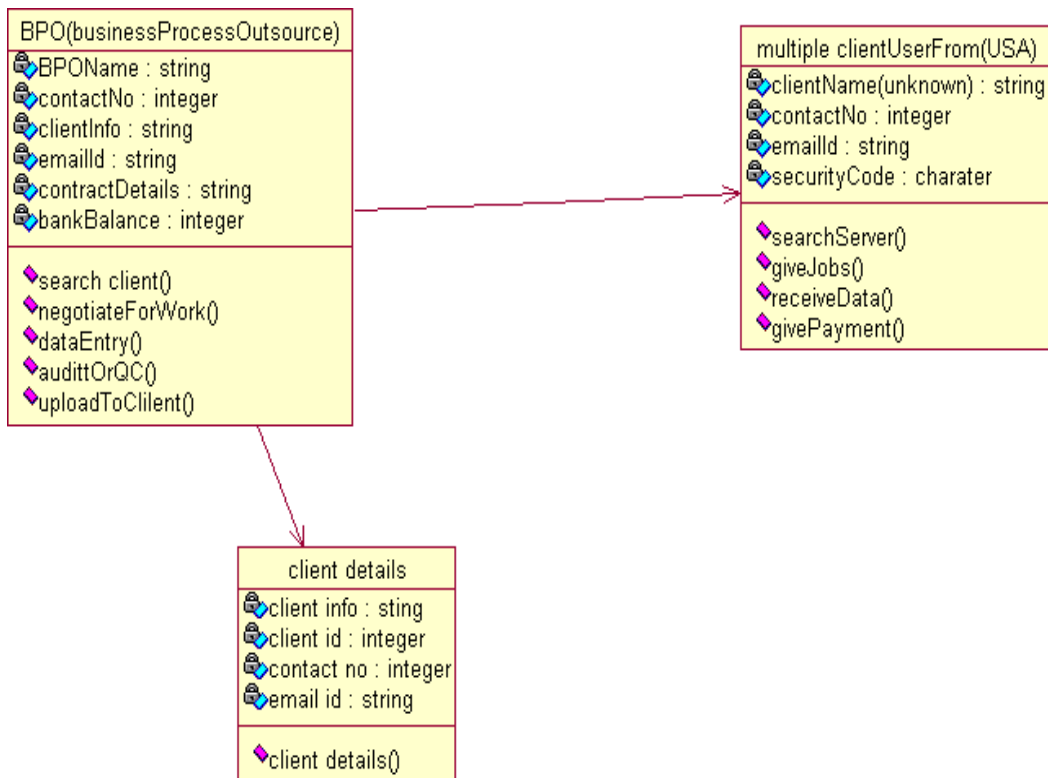 BPO(businessProcessOutsource)
BPOName : string
contactNo : integer
clientInfo : string
emailId : string
contractDetails : string
bankBalance : integer
search client()
negotiateForWork()
dataEntry()
audittOrQC()
uploadToClilent()
multiple clientUserFrom(USA)
clientName(unknown) : string
contactNo : integer
emailId : string
securityCode : charater
searchServer()
giveJobs()
receiveData()
givePayment()
client details
client info : sting
client id : integer
contact no : integer
email id : string
client details()